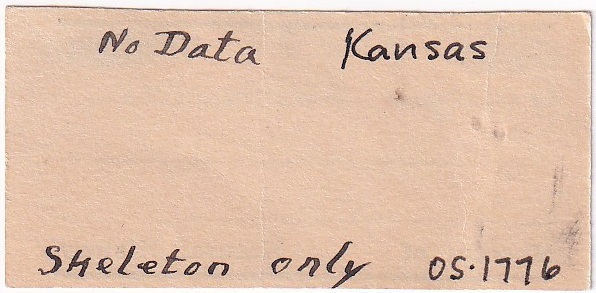 No Data Kansas
Skeleton only OS.1776